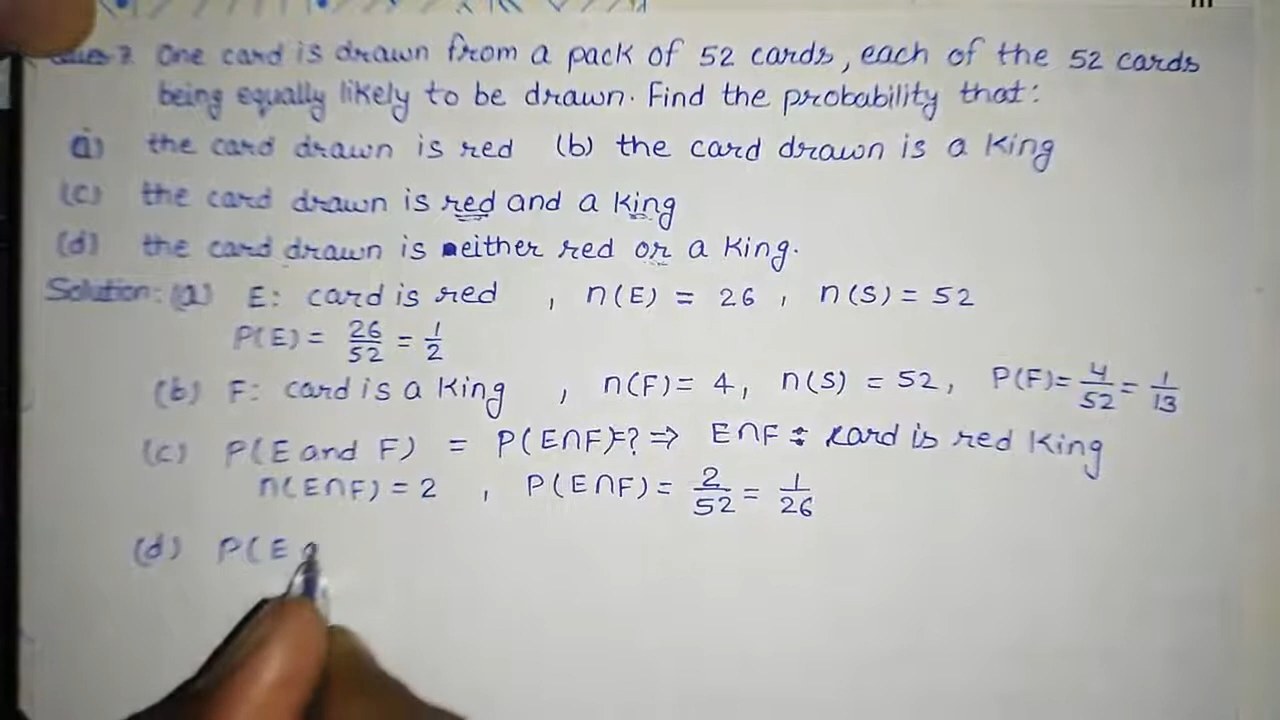 7. One card is drawn from a pack of 52 cards, each of the 52 cards
being equally likely to be drawn. Find the probability that:
a) the card drawn is red (b) the card drawn is a King
(c) the card drawn is red and a King
(d) the card drawn is either red or a King.
Solution: (a) E: card is red , n(E) = 26 , n(S) = 52
P(E) = 26/52 = 1/2
(b) F: card is a King , n(F) = 4, n(S) = 52, P(F) = 4/52 = 1/13
(c) P(E and F) = P(E∩F)=? ⇒ E∩F : card is red King
n(E∩F) = 2 , P(E∩F) = 2/52 = 1/26
(d) P(E